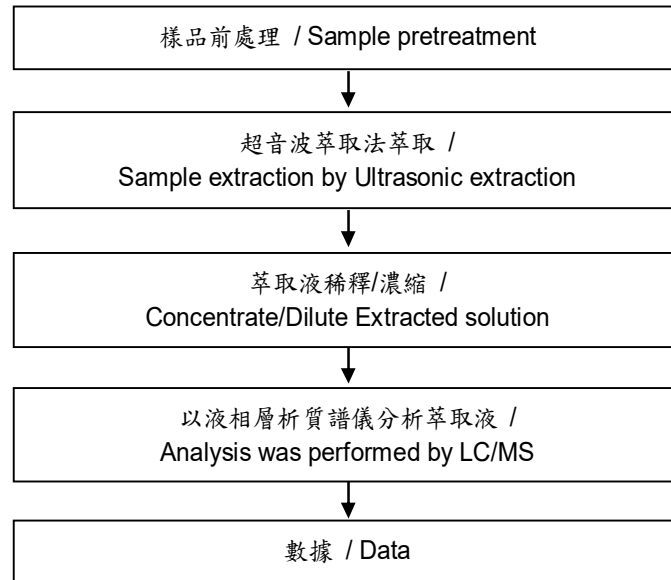 樣品前處理 / Sample pretreatment
超音波萃取法萃取 /
Sample extraction by Ultrasonic extraction
萃取液稀釋/濃縮 /
Concentrate/Dilute Extracted solution
以液相層析質譜儀分析萃取液 /
Analysis was performed by LC/MS
數據 / Data